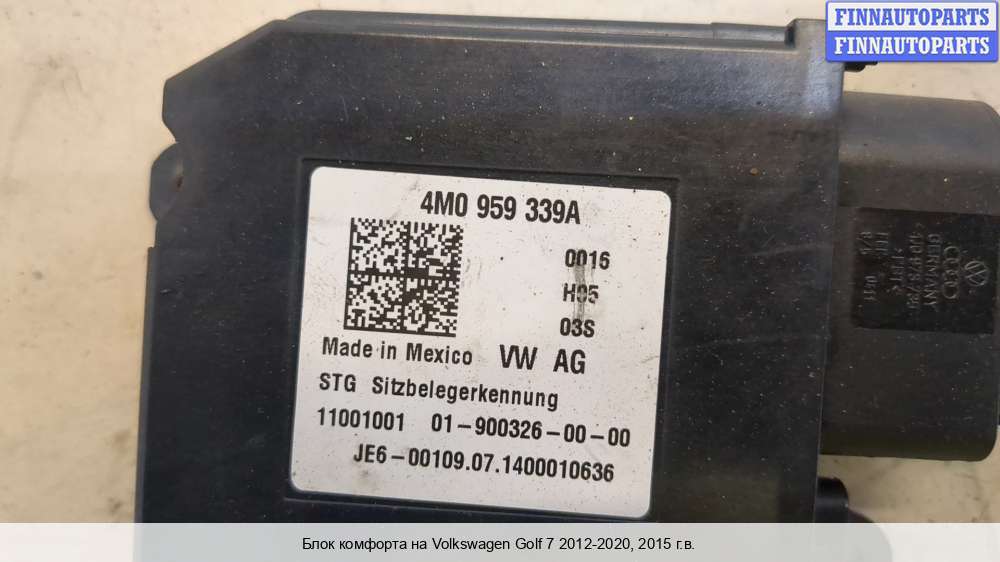 FINNAUTOPARTS
FINNAUTOPARTS
4M0 959 339A
0016
H05
03S
Made in Mexico VW AG
STG Sitzbelegerkennung
11001001 01-900326-00-00
JE6-00109.07.1400010636
GERMANY
Блок комфорта на Volkswagen Golf 7 2012-2020, 2015 г.в.